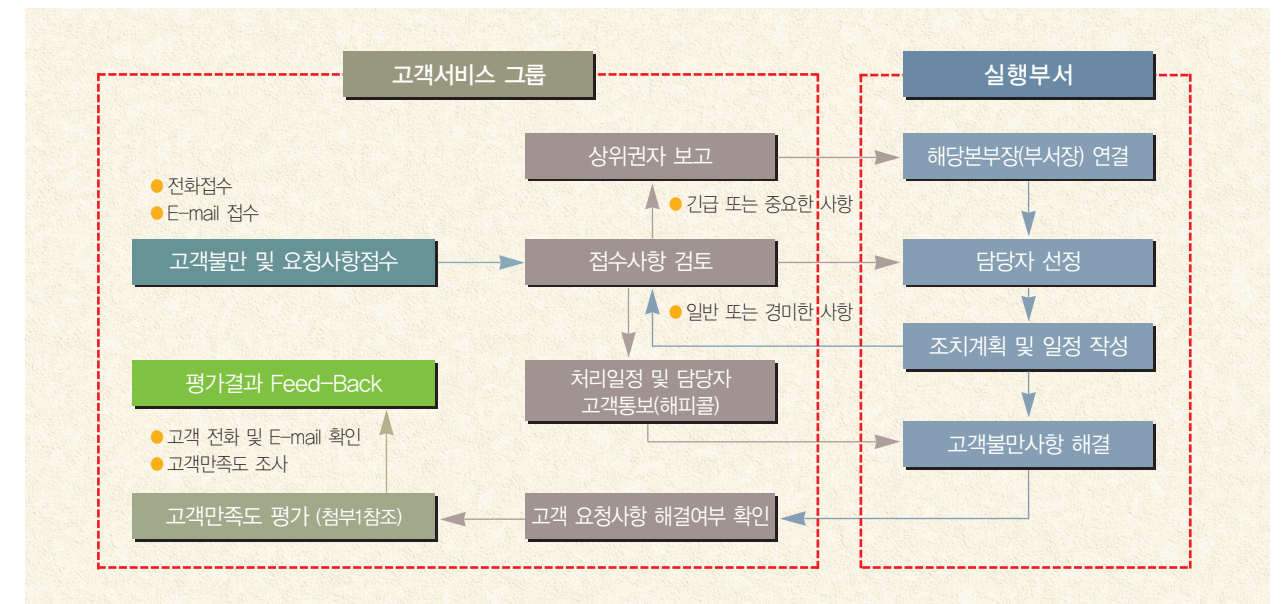 고객서비스 그룹
실행부서
상위권자 보고
해당본부장(부서장) 연결
● 전화접수
● E-mail 접수
● 긴급 또는 중요한 사항
고객불만 및 요청사항접수
접수사항 검토
담당자 선정
● 일반 또는 경미한 사항
조치계획 및 일정 작성
평가결과 Feed-Back
처리일정 및 담당자
고객통보(해피콜)
● 고객 전화 및 E-mail 확인
● 고객만족도 조사
고객불만사항 해결
고객만족도 평가 (첨부1참조)
고객 요청사항 해결여부 확인